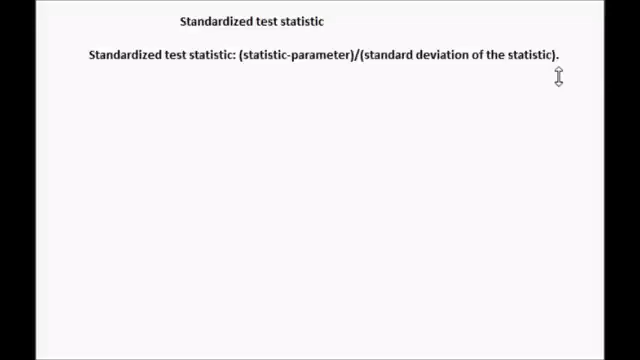 Standardized test statistic
Standardized test statistic: (statistic-parameter)/(standard deviation of the statistic).